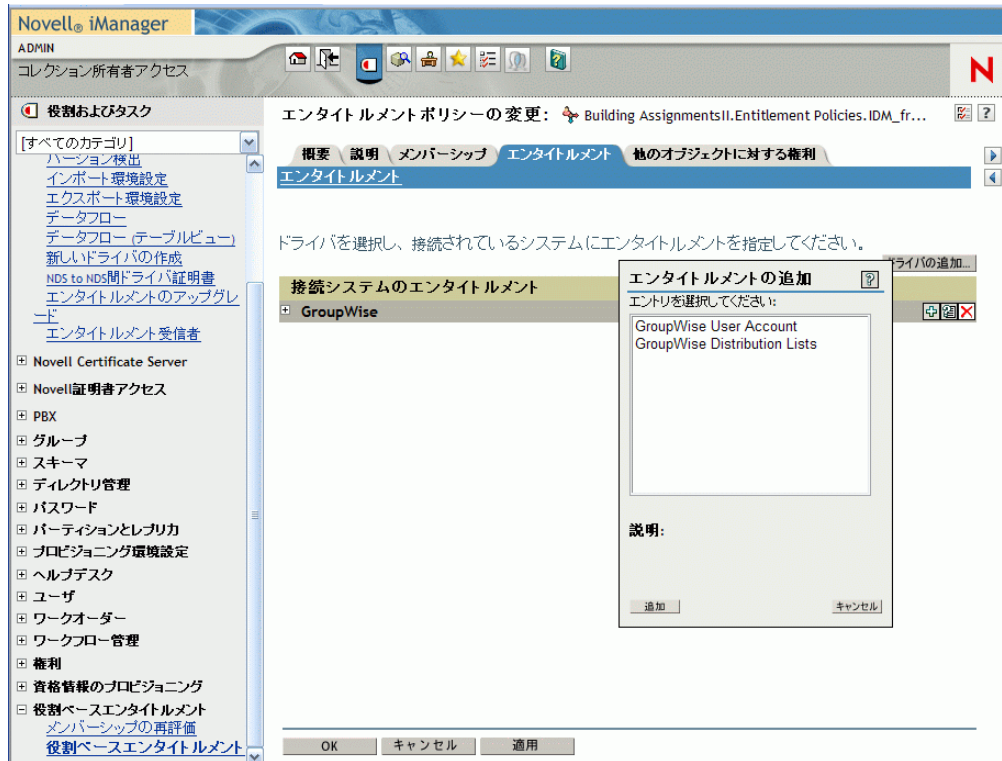 Novell® iManager
ADMIN
コレクション所有者アクセス
N
役割およびタスク
[すべてのカテゴリ]
バージョン検出
インポート環境設定
エクスポート環境設定
データフロー
データフロー (テーブルビュー)
新しいドライバの作成
NDS to NDS間ドライバ証明書
エンタイトルメントのアップグレ
ード
エンタイトルメント受信者
Novell Certificate Server
Novell証明書アクセス
PBX
グループ
スキーマ
ディレクトリ管理
パスワード
パーティションとレプリカ
プロビジョニング環境設定
ヘルプデスク
ユーザ
ワークオーダー
ワークフロー管理
権利
資格情報のプロビジョニング
役割ベースエンタイトルメント
メンバーシップの再評価
役割ベースエンタイトルメント
エンタイトルメントポリシーの変更: Building AssignmentsII.Entitlement Policies.IDM_fr...
概要 説明 メンバーシップ エンタイトルメント 他のオブジェクトに対する権利
エンタイトルメント
ドライバを選択し、接続されているシステムにエンタイトルメントを指定してください。
ドライバの追加...
接続システムのエンタイトルメント
GroupWise
エンタイトルメントの追加
エントリを選択してください:
GroupWise User Account
GroupWise Distribution Lists
説明:
追加 キャンセル
OK キャンセル 適用